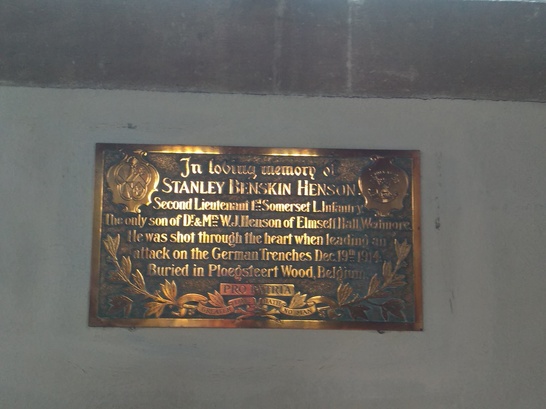 In loving memory of
STANLEY BENSKIN HENSON.
Second Lieutenant 1st Somerset L. Infantry
The only son of Dr. & Mrs. W.J. Henson of Elmsett Hall, Wedmore.
He was shot through the heart when leading an
attack on the German Trenches Dec. 19th 1914.
Buried in Ploegsteert Wood, Belgium.
PRO PATRIA